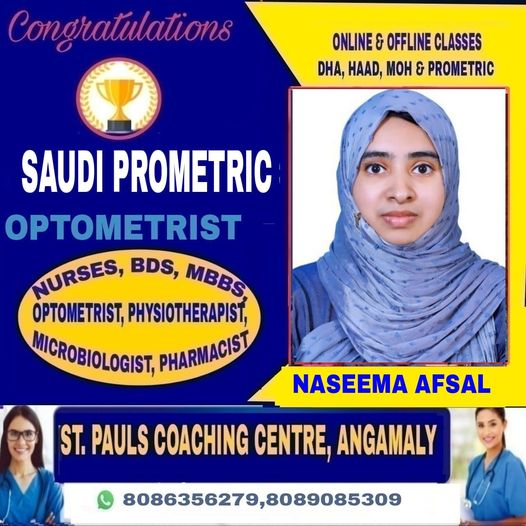 Congratulations
ONLINE & OFFLINE CLASSES
DHA, HAAD, MOH & PROMETRIC
SAUDI PROMETRIC
OPTOMETRIST
NURSES, BDS, MBBS,
OPTOMETRIST, PHYSIOTHERAPIST,
MICROBIOLOGIST, PHARMACIST
NASEEMA AFSAL
ST. PAULS COACHING CENTRE, ANGAMALY
8086356279,8089085309